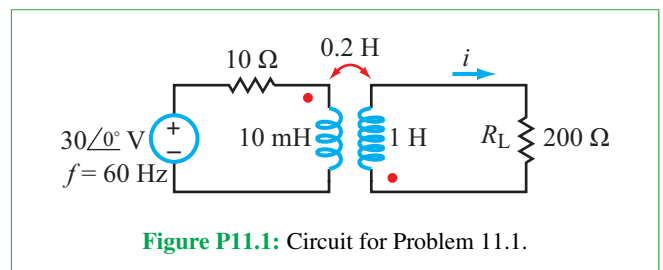 0.2 H
10 Ω
i
30∠0° V
+
−
f = 60 Hz
10 mH
1 H
R_L
200 Ω
Figure P11.1: Circuit for Problem 11.1.